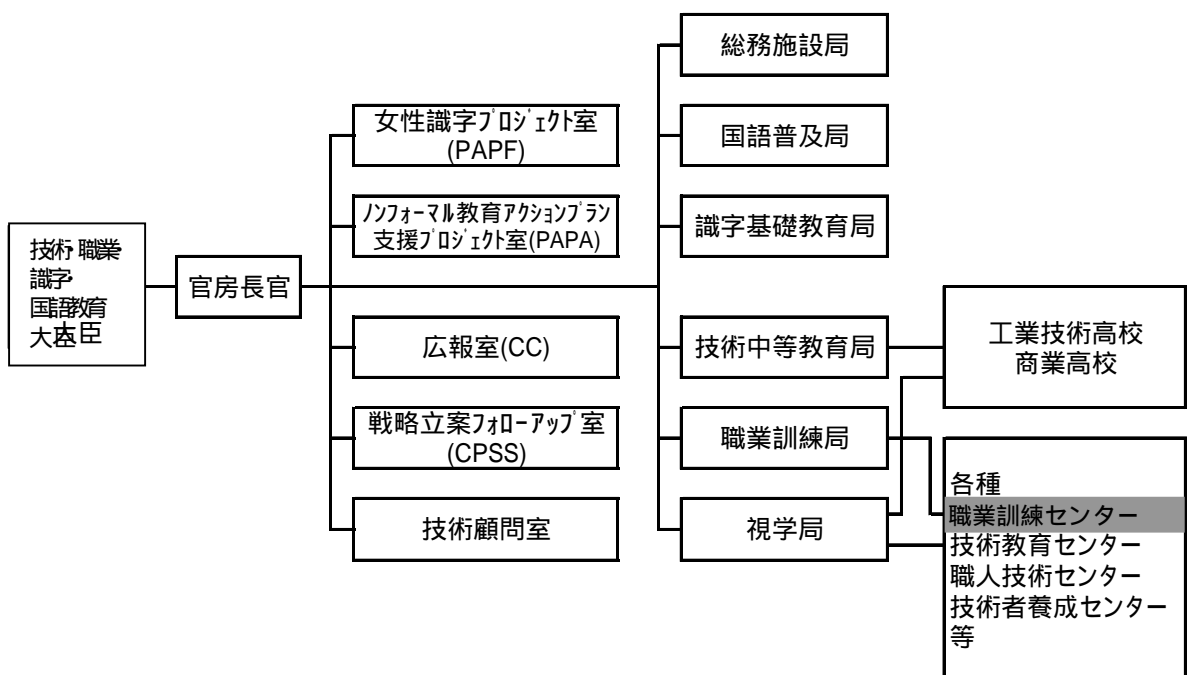 技術・職業・
識字・
国語教育
大臣
官房長官
女性識字ﾌﾟﾛｼﾞｪｸﾄ室
(PAPF)
ﾉﾝﾌｫｰﾏﾙ教育ｱｸｼｮﾝﾌﾟﾗﾝ
支援ﾌﾟﾛｼﾞｪｸﾄ室(PAPA)
広報室(CC)
戦略立案ﾌｫﾛｰｱｯﾌﾟ室
(CPSS)
技術顧問室
総務施設局
国語普及局
識字基礎教育局
技術中等教育局
職業訓練局
視学局
工業技術高校
商業高校
各種
職業訓練センター
技術教育センター
職人技術センター
技術者養成センター
等